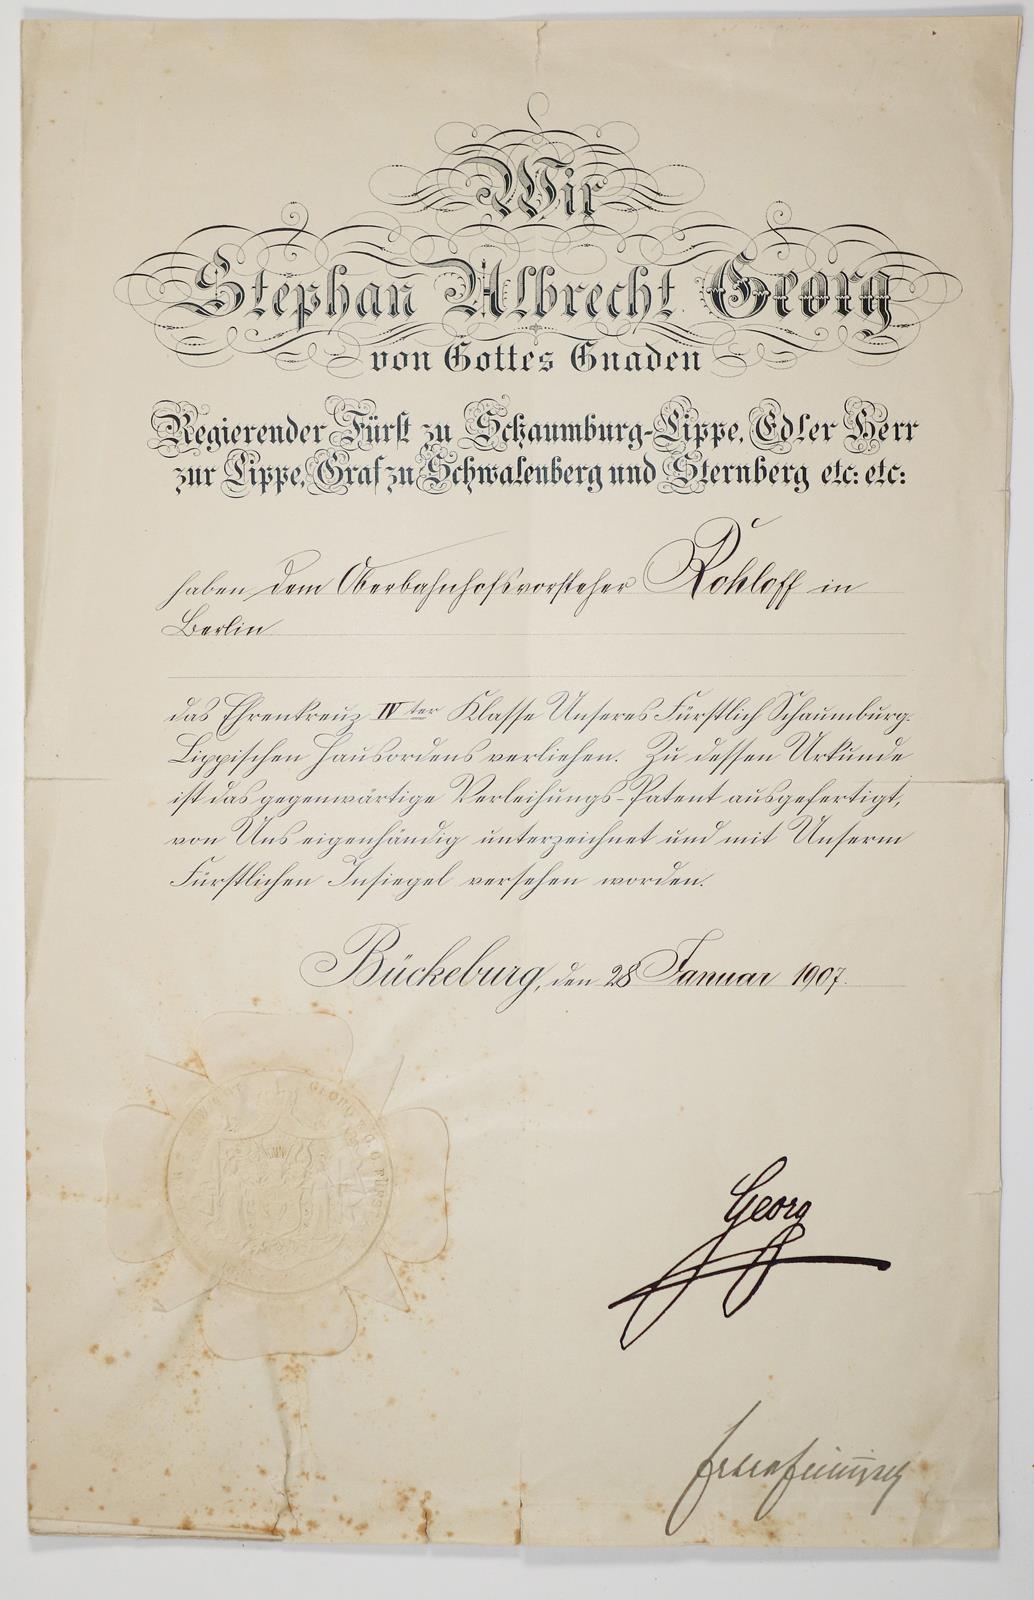 Wir
Stephan Albrecht Georg
von Gottes Gnaden
Regierender Fürst zu Schaumburg-Lippe, Edler Herr
zur Lippe, Graf zu Schwalenberg und Sternberg etc: etc:
haben dem Oberbahnhofsvorsteher Rohloff in
Berlin
das Ehrenkreuz IVter Klasse Unseres Fürstlich Schaumburg-
Lippischen Hausordens verliehen. Zu dessen Urkunde
ist das gegenwärtige Verleihungs-Patent ausgefertigt,
von Uns eigenhändig unterzeichnet und mit Unserm
Fürstlichen Insiegel versehen worden.
Bückeburg, den 28 Januar 1907.
GEORG V. G. G. FÜRST
Georg